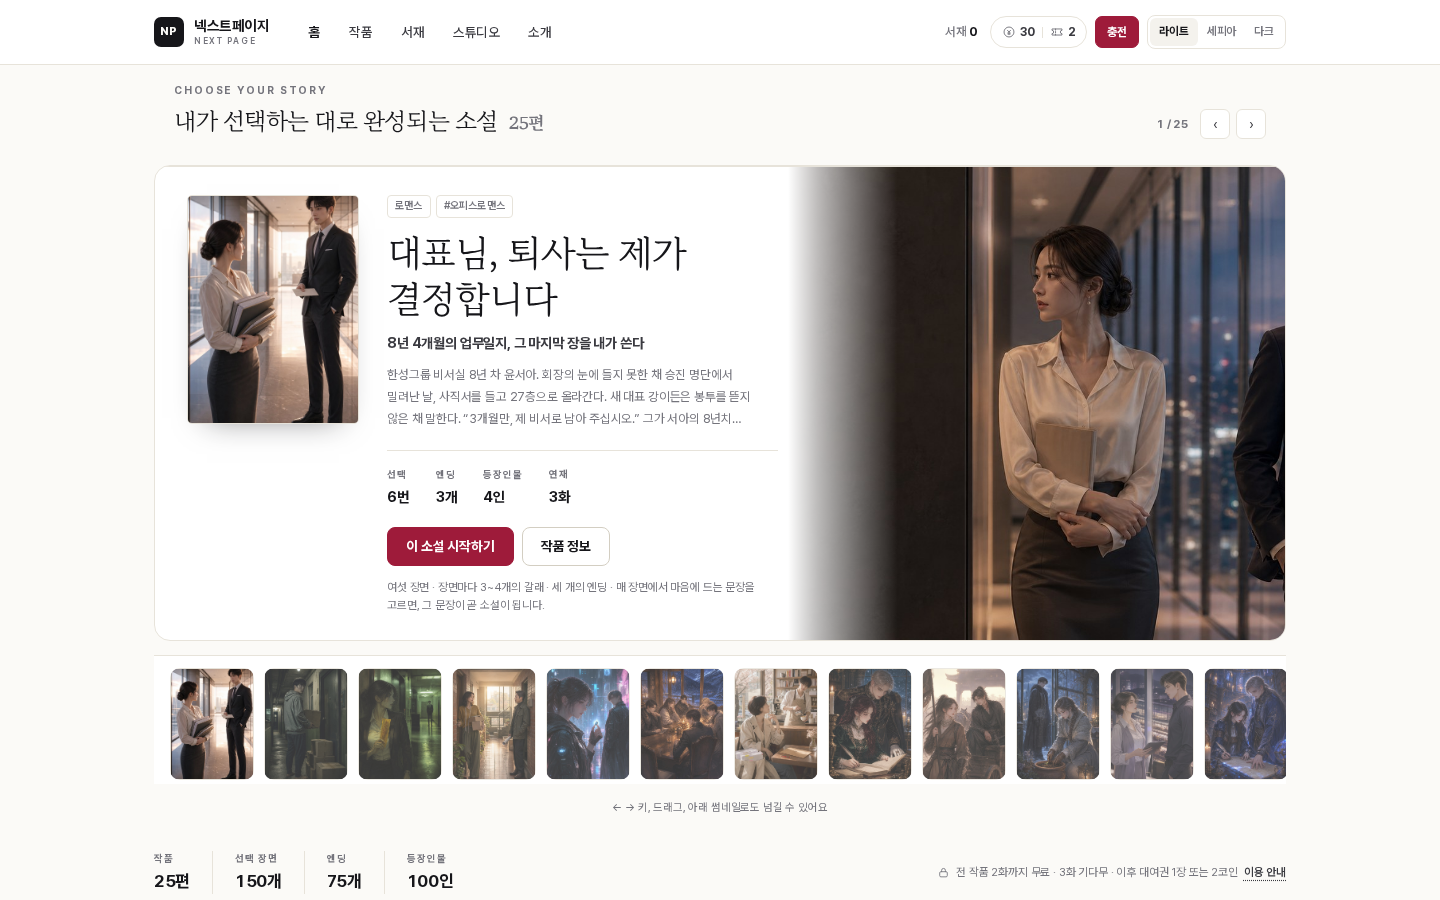 NP
넥스트페이지
NEXT PAGE
홈
작품
서재
스튜디오
소개
서재 0
30
2
충전
라이트
세피아
다크
CHOOSE YOUR STORY
내가 선택하는 대로 완성되는 소설 25편
1 / 25
‹
›
로맨스
#오피스로맨스
대표님, 퇴사는 제가
결정합니다
8년 4개월의 업무일지, 그 마지막 장을 내가 쓴다
한성그룹 비서실 8년 차 윤서아. 회장의 눈에 들지 못한 채 승진 명단에서
밀려난 날, 사직서를 들고 27층으로 올라간다. 새 대표 강이든은 봉투를 뜯지
않은 채 말한다. “3개월만, 제 비서로 남아 주십시오.” 그가 서아의 8년치…
선택
엔딩
등장인물
연재
6번
3개
4인
3화
이 소설 시작하기
작품 정보
여섯 장면 · 장면마다 3~4개의 갈래 · 세 개의 엔딩 · 매 장면에서 마음에 드는 문장을
고르면, 그 문장이 곧 소설이 됩니다.
← → 키, 드래그, 아래 썸네일로도 넘길 수 있어요
작품
선택 장면
엔딩
등장인물
25편
150개
75개
100인
전 작품 2화까지 무료 · 3화 기다무 · 이후 대여권 1장 또는 2코인 이용 안내